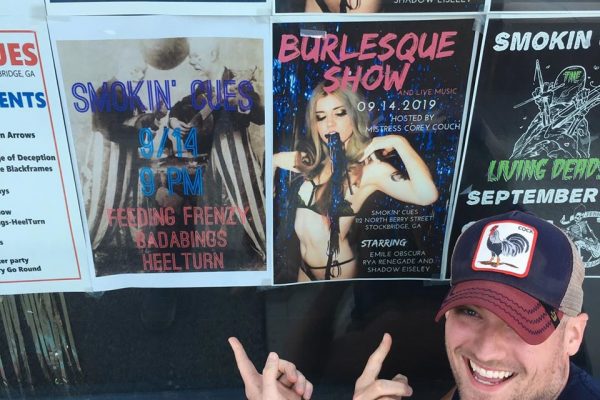 SHADOW EISELEY
UES
BRIDGE, GA
ENTS
n Arrows
ge of Deception
e Blackframes
ys
ow
ngs-HeelTurn
ter party
y Go Round
SMOKIN' CUES
9/14
9 PM
FEEDING FRENZY
BADABINGS
HEELTURN
BURLESQUE
SHOW
AND LIVE MUSIC
09.14.2019
HOSTED BY
MISTRESS COREY COUCH
SMOKIN' CUES
112 NORTH BERRY STREET
STOCKBRIDGE, GA
STARRING
EMILE OBSCURA
RYA RENEGADE AND
SHADOW EISELEY
SMOKIN' C
THE
LIVING DEADS
SEPTEMBER
COCK